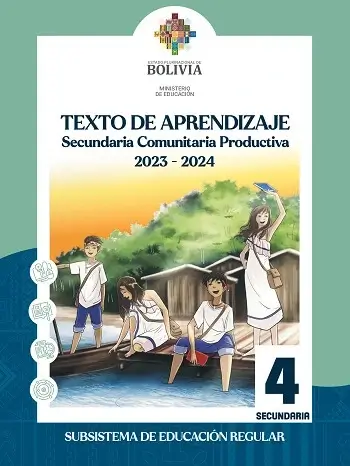 ESTADO PLURINACIONAL DE
BOLIVIA
MINISTERIO
DE EDUCACIÓN
TEXTO DE APRENDIZAJE
Secundaria Comunitaria Productiva
2023 - 2024
4
SECUNDARIA
SUBSISTEMA DE EDUCACIÓN REGULAR